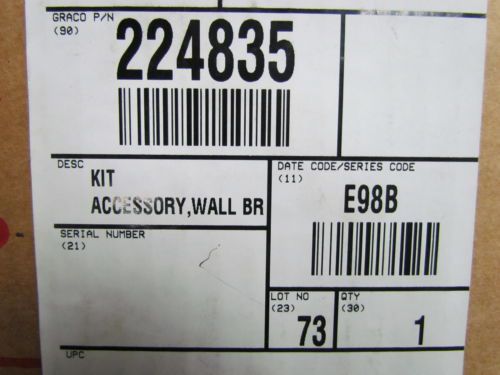 GRACO P/N
(90)
224835
DESC
KIT
ACCESSORY,WALL BR
DATE CODE/SERIES CODE
(11)
E98B
SERIAL NUMBER
(21)
LOT NO
(23)
73
QTY
(30)
1
UPC